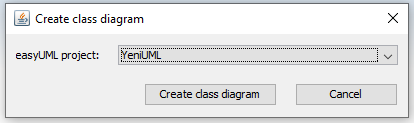 Create class diagram
easyUML project: YeniUML
Create class diagram Cancel